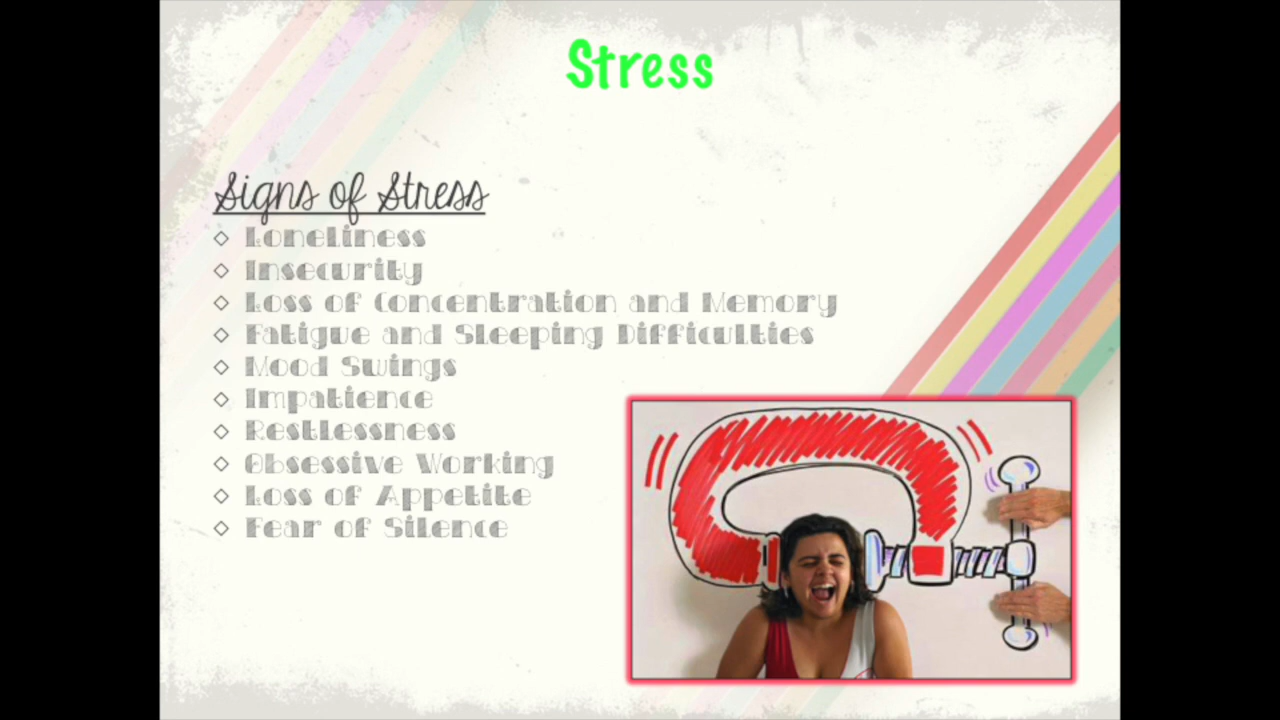 Stress
Signs of Stress
Loneliness
Insecurity
Loss of Concentration and Memory
Fatigue and Sleeping Difficulties
Mood Swings
Impatience
Restlessness
Obsessive Working
Loss of Appetite
Fear of Silence